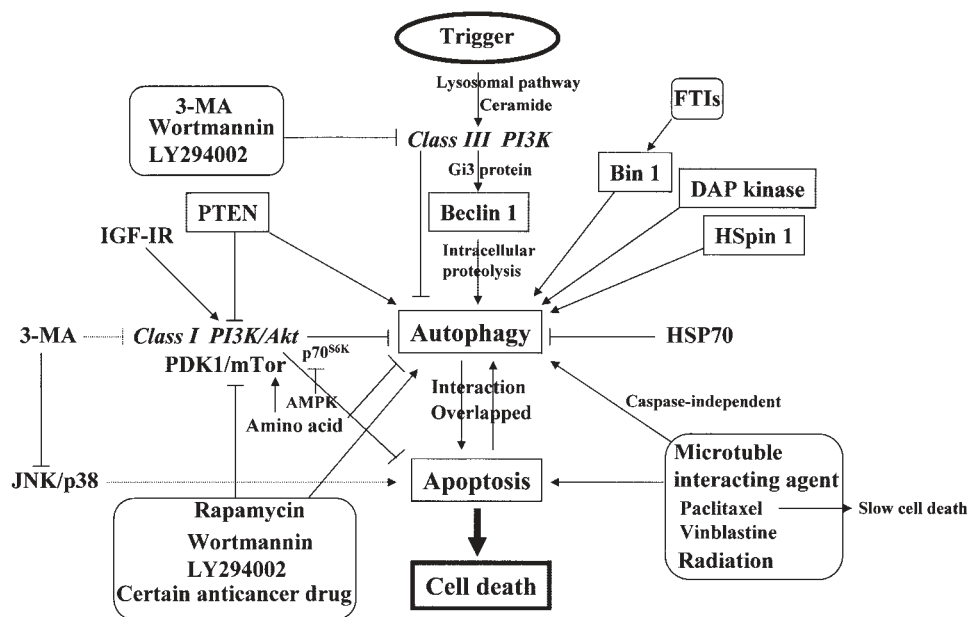 Trigger
Lysosomal pathway
Ceramide
3-MA
Wortmannin
LY294002
Class III PI3K
FTIs
Gi3 protein
Bin 1
DAP kinase
PTEN
Beclin 1
HSpin 1
IGF-IR
Intracellular
proteolysis
3-MA
Class I PI3K/Akt
Autophagy
HSP70
PDK1/mTor
p70S6K
AMPK
Amino acid
Interaction
Overlapped
Caspase-independent
JNK/p38
Apoptosis
Microtuble
interacting agent
Paclitaxel
Slow cell death
Vinblastine
Radiation
Rapamycin
Wortmannin
LY294002
Certain anticancer drug
Cell death